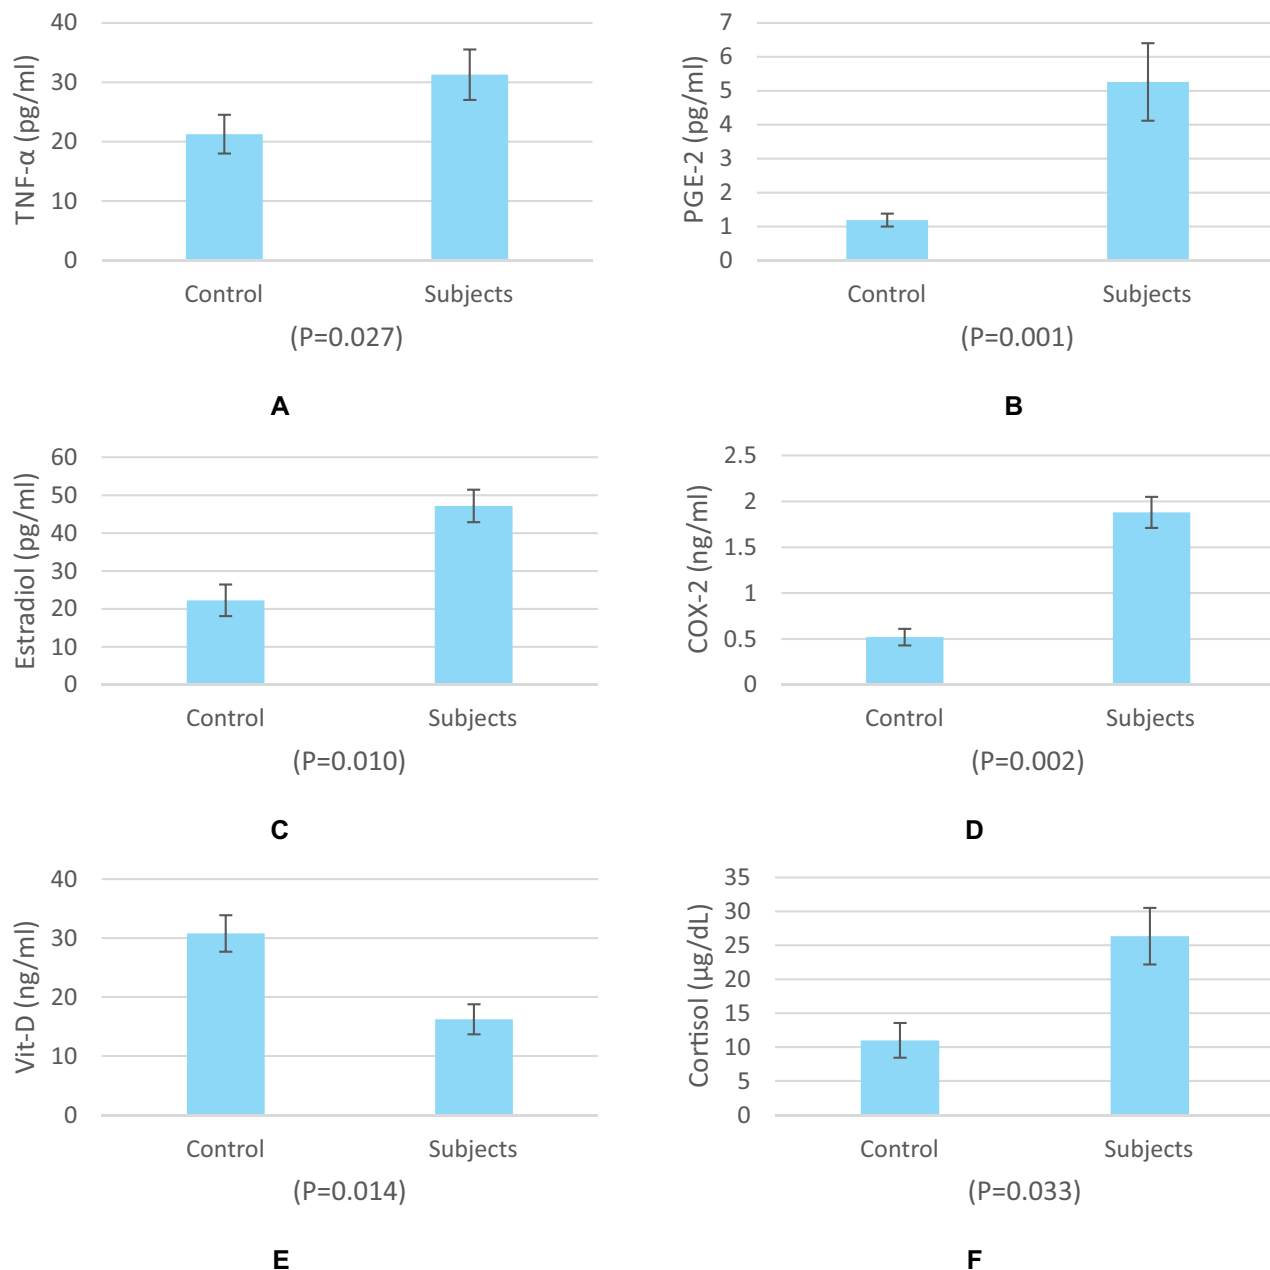 TNF-α (pg/ml)
40
30
20
10
0
Control Subjects
(P=0.027)
A
PGE-2 (pg/ml)
7
6
5
4
3
2
1
0
Control Subjects
(P=0.001)
B
Estradiol (pg/ml)
60
50
40
30
20
10
0
Control Subjects
(P=0.010)
C
COX-2 (ng/ml)
2.5
2
1.5
1
0.5
0
Control Subjects
(P=0.002)
D
Vit-D (ng/ml)
40
30
20
10
0
Control Subjects
(P=0.014)
E
Cortisol (µg/dL)
35
30
25
20
15
10
5
0
Control Subjects
(P=0.033)
F